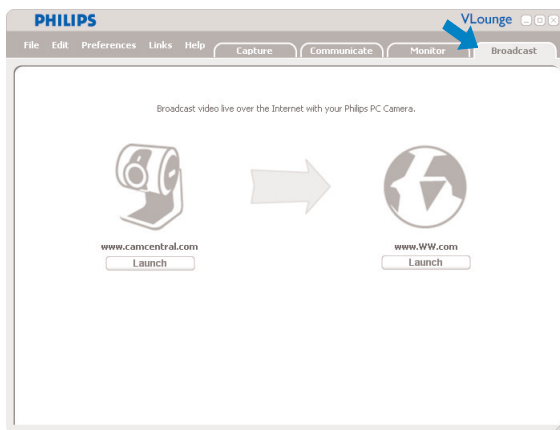 PHILIPS VLounge
File Edit Preferences Links Help Capture Communicate Monitor Broadcast
Broadcast video live over the Internet with your Philips PC Camera.
www.camcentral.com www.WW.com
Launch Launch